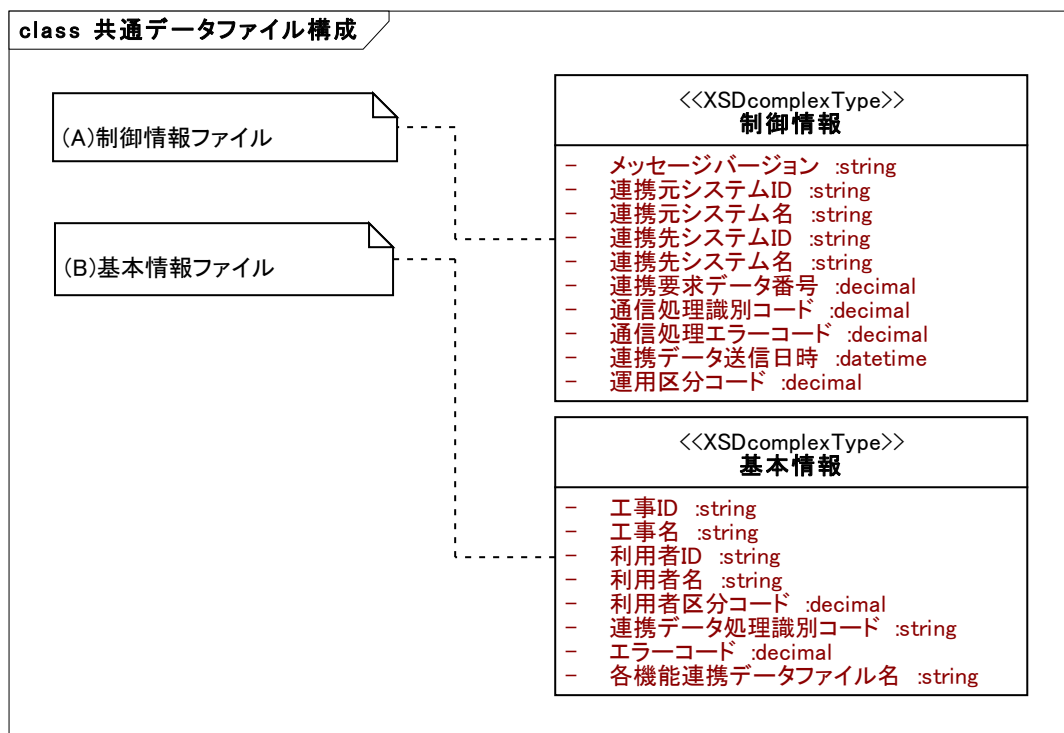 class 共通データファイル構成
(A)制御情報ファイル
(B)基本情報ファイル
<<XSDcomplexType>>
制御情報
- メッセージバージョン :string
- 連携元システムID :string
- 連携元システム名 :string
- 連携先システムID :string
- 連携先システム名 :string
- 連携要求データ番号 :decimal
- 通信処理識別コード :decimal
- 通信処理エラーコード :decimal
- 連携データ送信日時 :datetime
- 運用区分コード :decimal
<<XSDcomplexType>>
基本情報
- 工事ID :string
- 工事名 :string
- 利用者ID :string
- 利用者名 :string
- 利用者区分コード :decimal
- 連携データ処理識別コード :string
- エラーコード :decimal
- 各機能連携データファイル名 :string